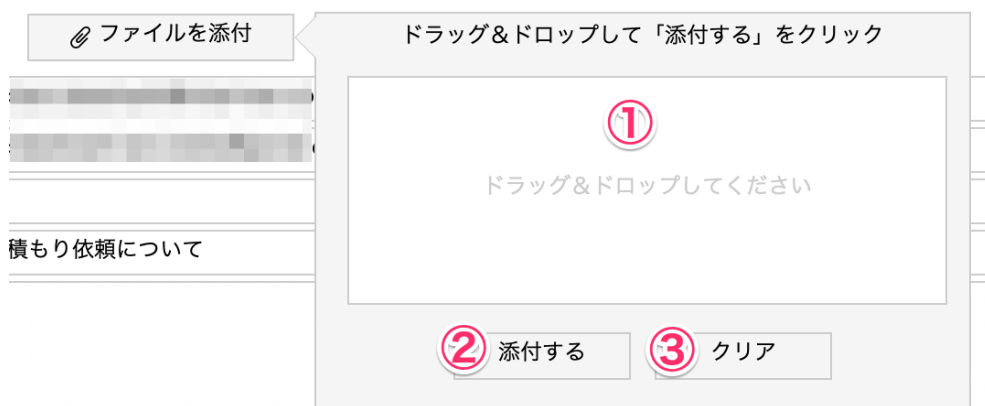 ファイルを添付
ドラッグ＆ドロップして「添付する」をクリック
①
ドラッグ＆ドロップしてください
積もり依頼について
② 添付する
③ クリア